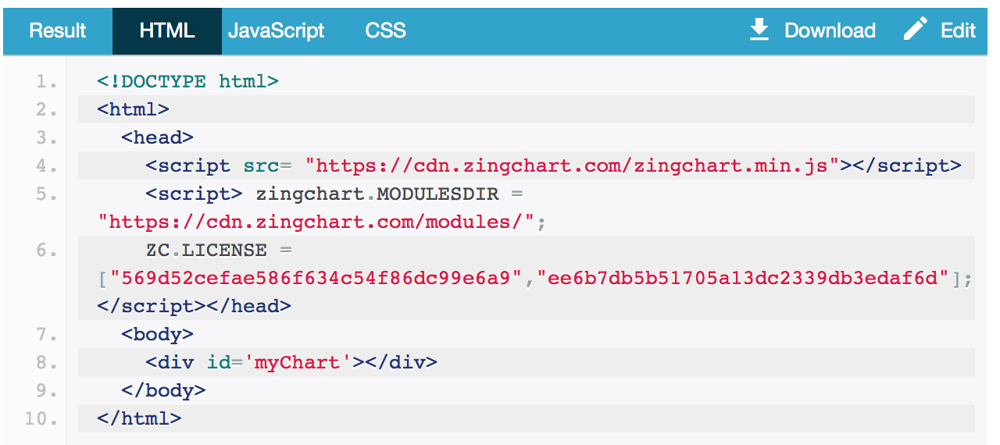 Result HTML JavaScript CSS Download Edit
1. <!DOCTYPE html>
2. <html>
3. <head>
4. <script src= "https://cdn.zingchart.com/zingchart.min.js"></script>
5. <script> zingchart.MODULESDIR =
"https://cdn.zingchart.com/modules/";
6. ZC.LICENSE =
["569d52cefae586f634c54f86dc99e6a9","ee6b7db5b51705a13dc2339db3edaf6d"];
</script></head>
7. <body>
8. <div id='myChart'></div>
9. </body>
10. </html>